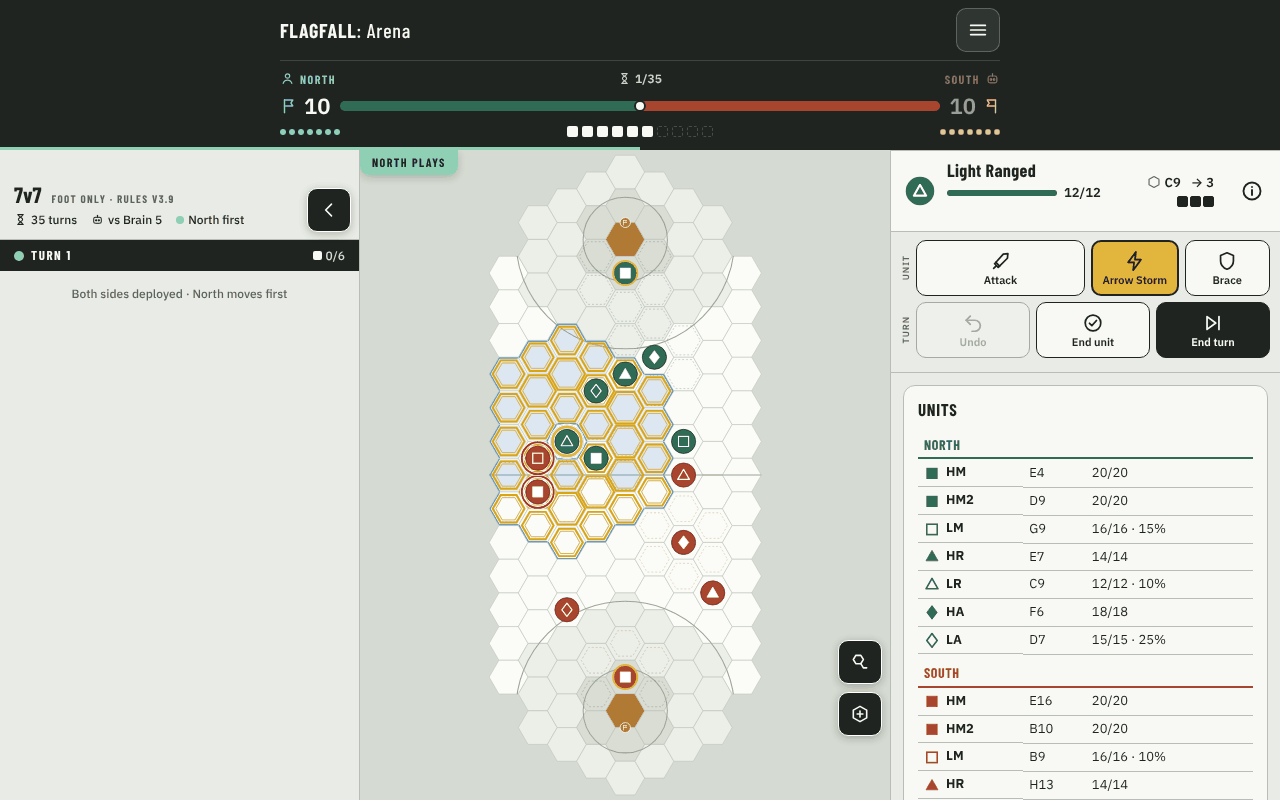 FLAGFALL: Arena
NORTH
1/35
SOUTH
10
10
NORTH PLAYS
7v7 FOOT ONLY · RULES V3.9
35 turns vs Brain 5 North first
TURN 1 0/6
Both sides deployed · North moves first
F
F
Light Ranged
12/12
C9 → 3
UNIT
Attack
Arrow Storm
Brace
TURN
Undo
End unit
End turn
UNITS
NORTH
HM E4 20/20
HM2 D9 20/20
LM G9 16/16 · 15%
HR E7 14/14
LR C9 12/12 · 10%
HA F6 18/18
LA D7 15/15 · 25%
SOUTH
HM E16 20/20
HM2 B10 20/20
LM B9 16/16 · 10%
HR H13 14/14